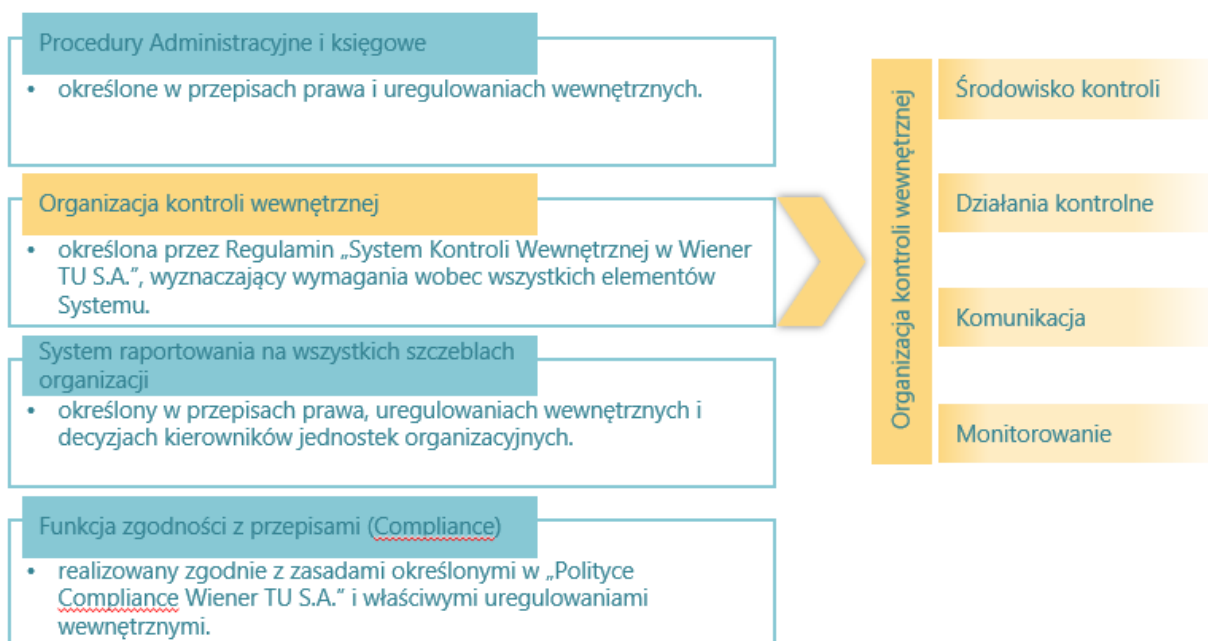 Procedury Administracyjne i księgowe
• określone w przepisach prawa i uregulowaniach wewnętrznych.
Organizacja kontroli wewnętrznej
• określona przez Regulamin „System Kontroli Wewnętrznej w Wiener
TU S.A.”, wyznaczający wymagania wobec wszystkich elementów
Systemu.
System raportowania na wszystkich szczeblach
organizacji
• określony w przepisach prawa, uregulowaniach wewnętrznych i
decyzjach kierowników jednostek organizacyjnych.
Funkcja zgodności z przepisami (Compliance)
• realizowany zgodnie z zasadami określonymi w „Polityce
Compliance Wiener TU S.A.” i właściwymi uregulowaniami
wewnętrznymi.
Organizacja kontroli wewnętrznej
Środowisko kontroli
Działania kontrolne
Komunikacja
Monitorowanie